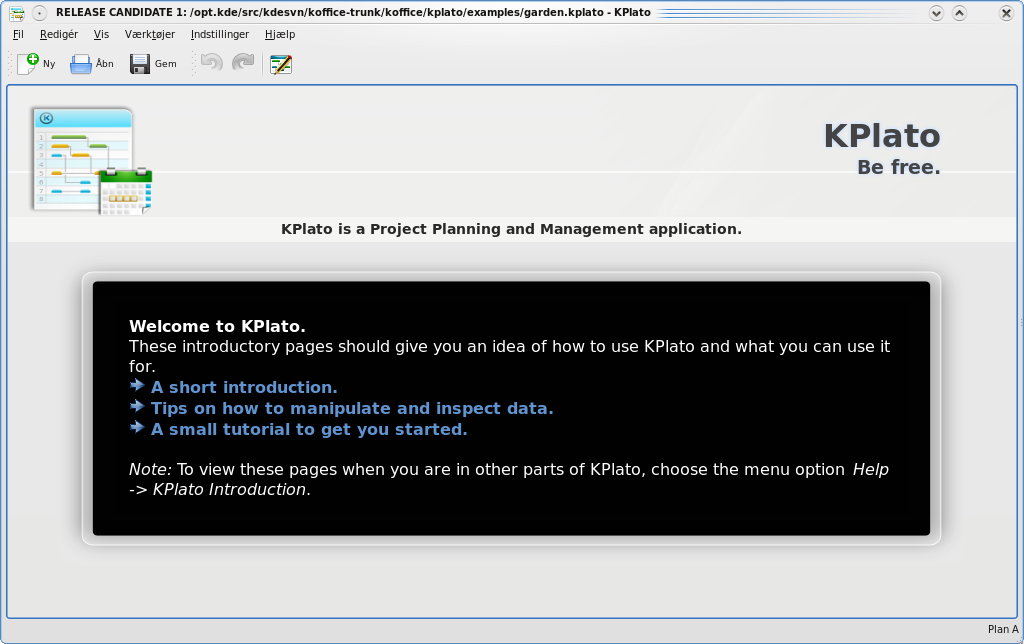 RELEASE CANDIDATE 1: /opt.kde/src/kdesvn/koffice-trunk/koffice/kplato/examples/garden.kplato - KPlato
Fil Redigér Vis Værktøjer Indstillinger Hjælp
Ny Åbn Gem
KPlato
Be free.
KPlato is a Project Planning and Management application.
Welcome to KPlato.
These introductory pages should give you an idea of how to use KPlato and what you can use it
for.
A short introduction.
Tips on how to manipulate and inspect data.
A small tutorial to get you started.
Note: To view these pages when you are in other parts of KPlato, choose the menu option Help
-> KPlato Introduction.
Plan A